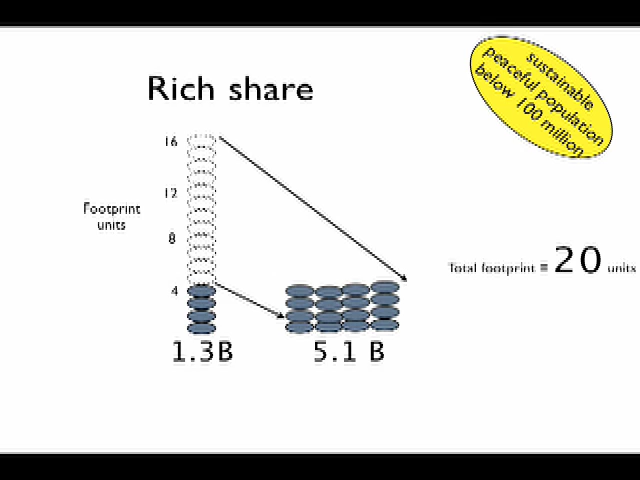 sustainable
peaceful population
below 100 million
Rich share
16
12
Footprint
units
8
4
Total footprint = 20 units
1.3B
5.1 B